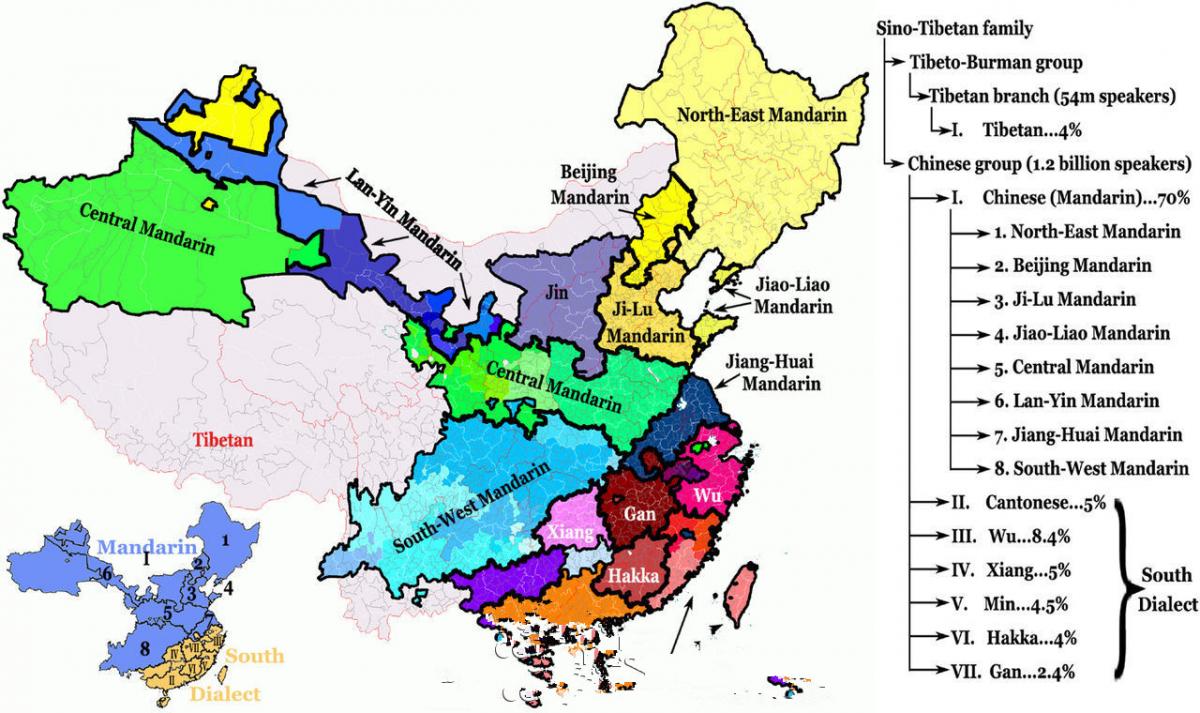 North-East Mandarin
Beijing
Mandarin
Lan-Yin Mandarin
Central Mandarin
Jin
Ji-Lu
Mandarin
Jiao-Liao
Mandarin
Jiang-Huai
Mandarin
Central Mandarin
Tibetan
South-West Mandarin
Wu
Gan
Xiang
Hakka
Mandarin
I
1
2
3
4
5
6
8
IV
VII
III
VI
V
II
South
Dialect
Sino-Tibetan family
Tibeto-Burman group
Tibetan branch (54m speakers)
I. Tibetan...4%
Chinese group (1.2 billion speakers)
I. Chinese (Mandarin)...70%
1. North-East Mandarin
2. Beijing Mandarin
3. Ji-Lu Mandarin
4. Jiao-Liao Mandarin
5. Central Mandarin
6. Lan-Yin Mandarin
7. Jiang-Huai Mandarin
8. South-West Mandarin
II. Cantonese...5%
III. Wu...8.4%
IV. Xiang...5%
V. Min...4.5%
VI. Hakka...4%
VII. Gan...2.4%
South
Dialect